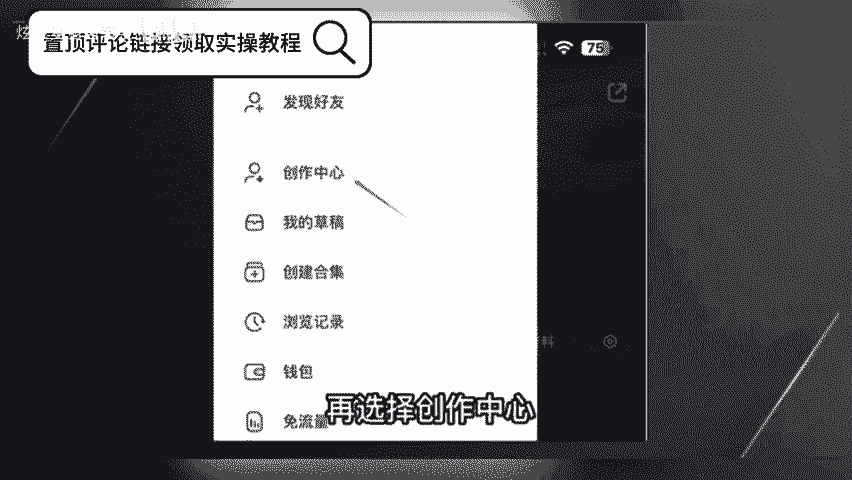 置顶评论链接领取实操教程
75
发现好友
创作中心
我的草稿
创建合集
浏览记录
料
钱包
免流量
再选择创作中心